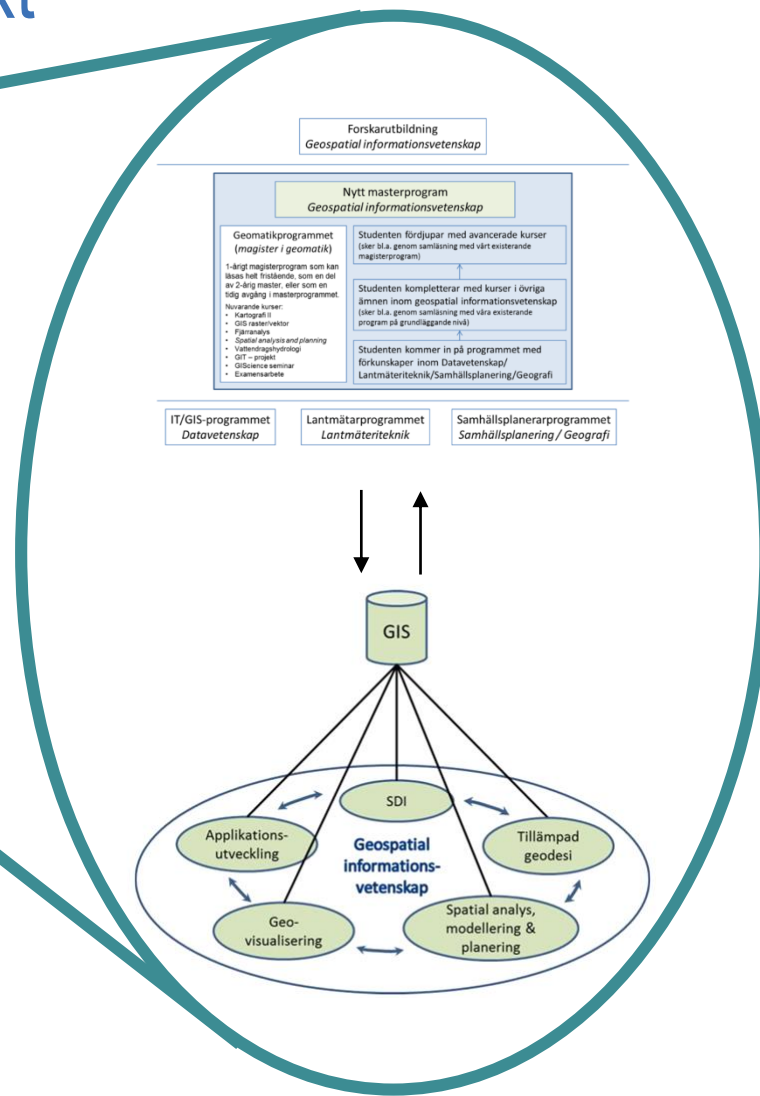 Forskarutbildning
Geospatial informationsvetenskap
Nytt masterprogram
Geospatial informationsvetenskap
Geomatikprogrammet
(magister i geomatik)
1-årigt magisterprogram som kan
läsas helt fristående, som en del
av 2-årig master, eller som en
tidig avgång i masterprogrammet.
Nuvarande kurser:
• Kartografi II
• GIS raster/vektor
• Fjärranalys
• Spatial analysis and planning
• Vattendragshydrologi
• GIT – projekt
• GIScience seminar
• Examensarbete
Studenten fördjupar med avancerade kurser
(sker bl.a. genom samläsning med vårt existerande
magisterprogram)
Studenten kompletterar med kurser i övriga
ämnen inom geospatial informationsvetenskap
(sker bl.a. genom samläsning med våra existerande
program på grundläggande nivå)
Studenten kommer in på programmet med
förkunskaper inom Datavetenskap/
Lantmäteriteknik/Samhällsplanering/Geografi
IT/GIS-programmet
Datavetenskap
Lantmätarprogrammet
Lantmäteriteknik
Samhällsplanerarprogrammet
Samhällsplanering / Geografi
GIS
SDI
Applikations-
utveckling
Tillämpad
geodesi
Geospatial
informations-
vetenskap
Geo-
visualisering
Spatial analys,
modellering &
planering